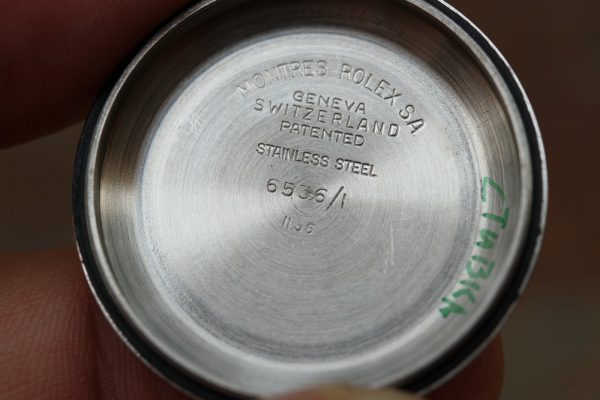 MONTRES ROLEX SA
GENEVA
SWITZERLAND
PATENTED
STAINLESS STEEL
6536/1
II 56